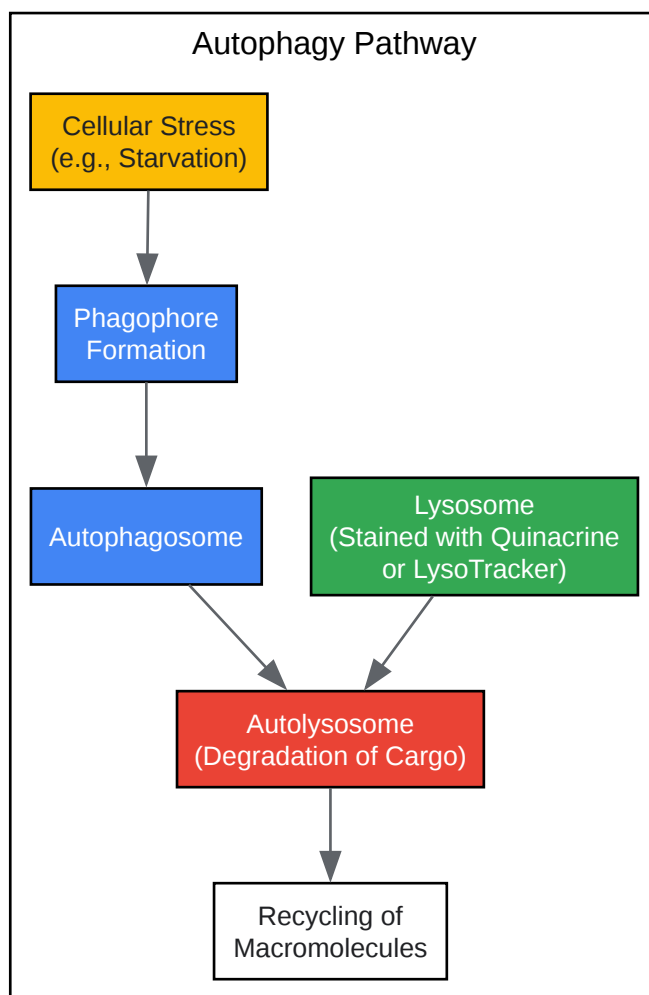 Autophagy Pathway
Cellular Stress
(e.g., Starvation)
Phagophore
Formation
Autophagosome
Lysosome
(Stained with Quinacrine
or LysoTracker)
Autolysosome
(Degradation of Cargo)
Recycling of
Macromolecules